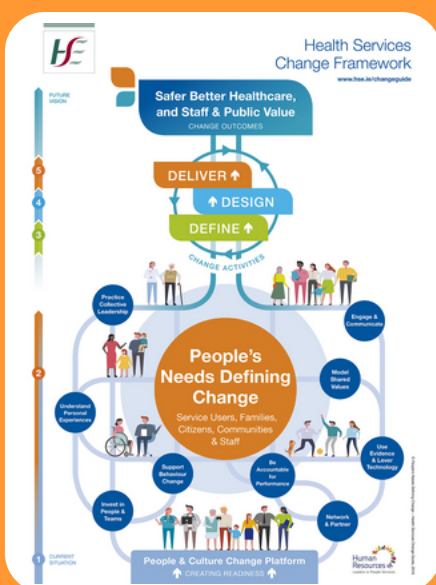 Health Services
Change Framework
www.hse.ie/changeguide
FUTURE
VISION
Safer Better Healthcare,
and Staff & Public Value
CHANGE OUTCOMES
5
4
3
DELIVER
DESIGN
DEFINE
CHANGE ACTIVITIES
Practice
Collective
Leadership
Engage &
Communicate
2
People's
Needs Defining
Change
Service Users, Families,
Citizens, Communities
& Staff
Model
Shared
Values
Understand
Personal
Experiences
Use
Evidence
& Lever
Technology
Support
Behaviour
Change
Be
Accountable
for
Performance
Invest in
People &
Teams
Network
& Partner
1
CURRENT
SITUATION
People & Culture Change Platform
CREATING READINESS
Human
Resources